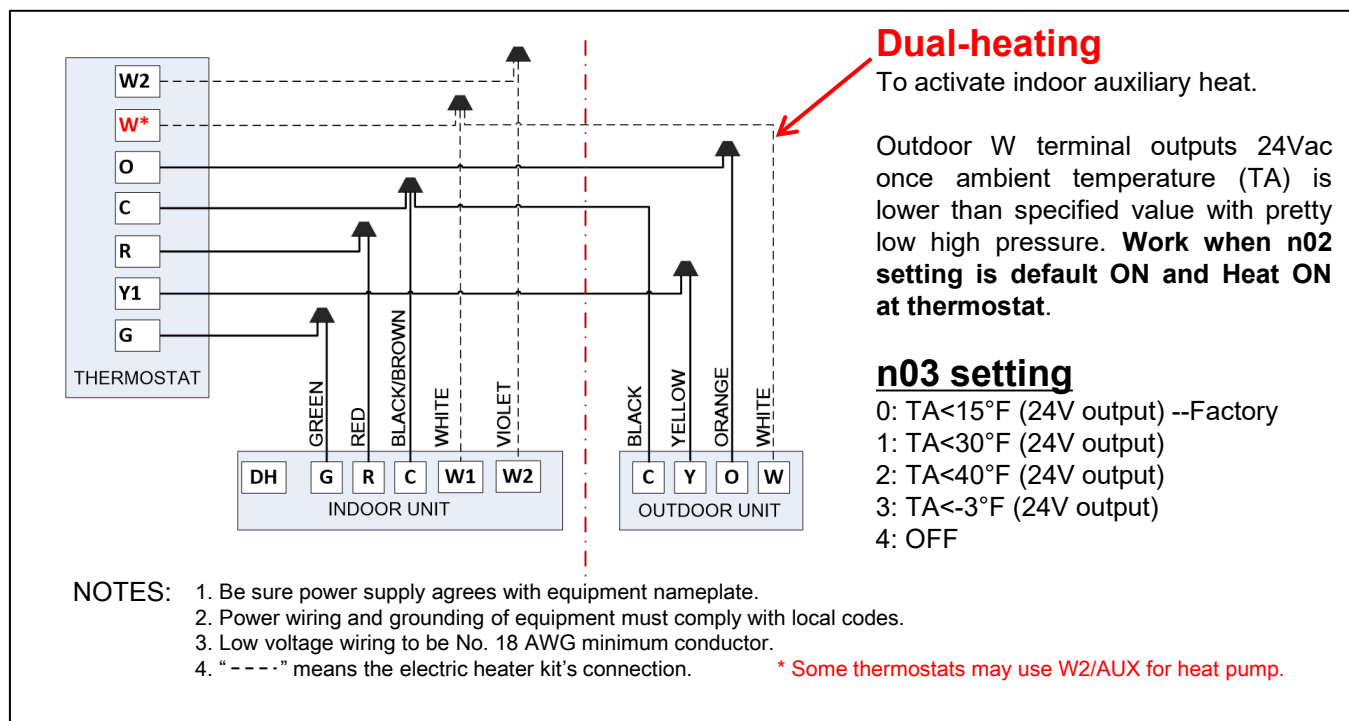 W2
W*
O
C
R
Y1
G
THERMOSTAT
GREEN
RED
BLACK/BROWN
WHITE
VIOLET
BLACK
YELLOW
ORANGE
WHITE
DH G R C W1 W2
INDOOR UNIT
C Y O W
OUTDOOR UNIT
Dual-heating
To activate indoor auxiliary heat.
Outdoor W terminal outputs 24Vac
once ambient temperature (TA) is
lower than specified value with pretty
low high pressure. Work when n02
setting is default ON and Heat ON
at thermostat.
n03 setting
0: TA<15°F (24V output) --Factory
1: TA<30°F (24V output)
2: TA<40°F (24V output)
3: TA<-3°F (24V output)
4: OFF
NOTES: 1. Be sure power supply agrees with equipment nameplate.
2. Power wiring and grounding of equipment must comply with local codes.
3. Low voltage wiring to be No. 18 AWG minimum conductor.
4. “ - - - - ” means the electric heater kit’s connection. * Some thermostats may use W2/AUX for heat pump.